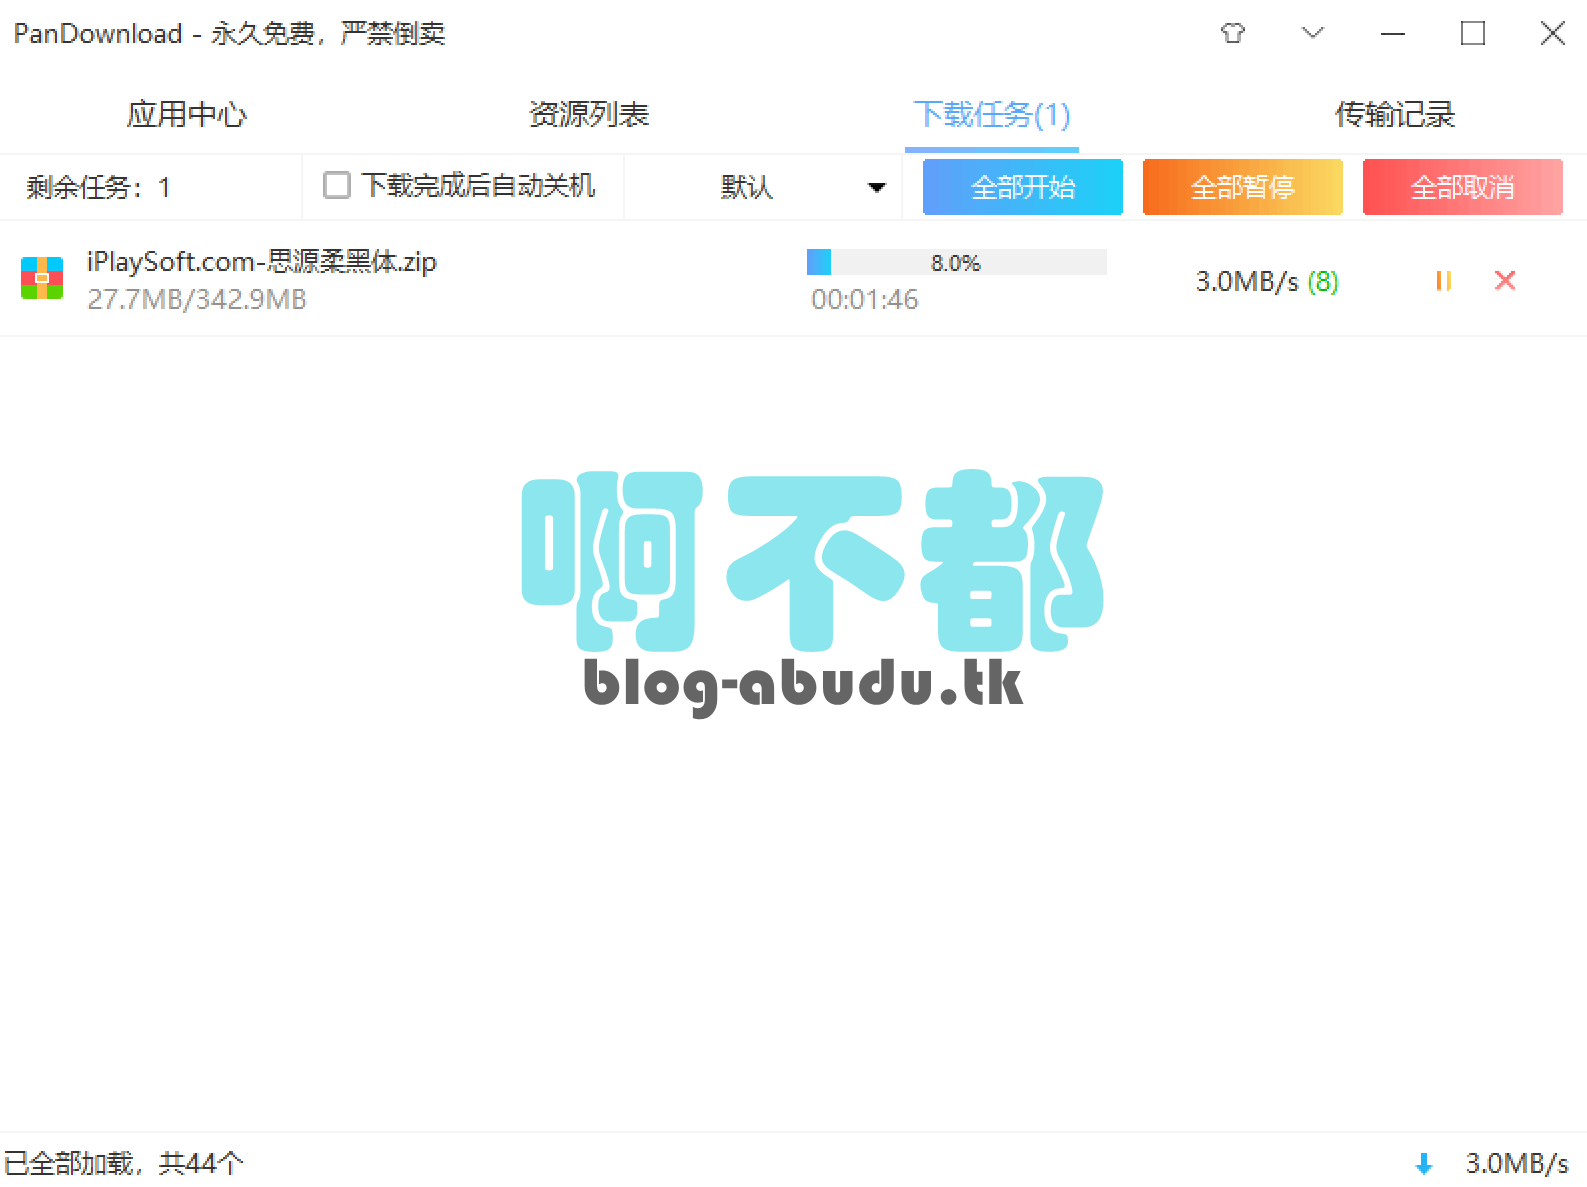 PanDownload - 永久免费，严禁倒卖
应用中心 资源列表 下载任务(1) 传输记录
剩余任务：1 下载完成后自动关机 默认 全部开始 全部暂停 全部取消
iPlaySoft.com-思源柔黑体.zip 8.0% 3.0MB/s (8)
27.7MB/342.9MB 00:01:46
啊不都
blog-abudu.tk
已全部加载，共44个 3.0MB/s